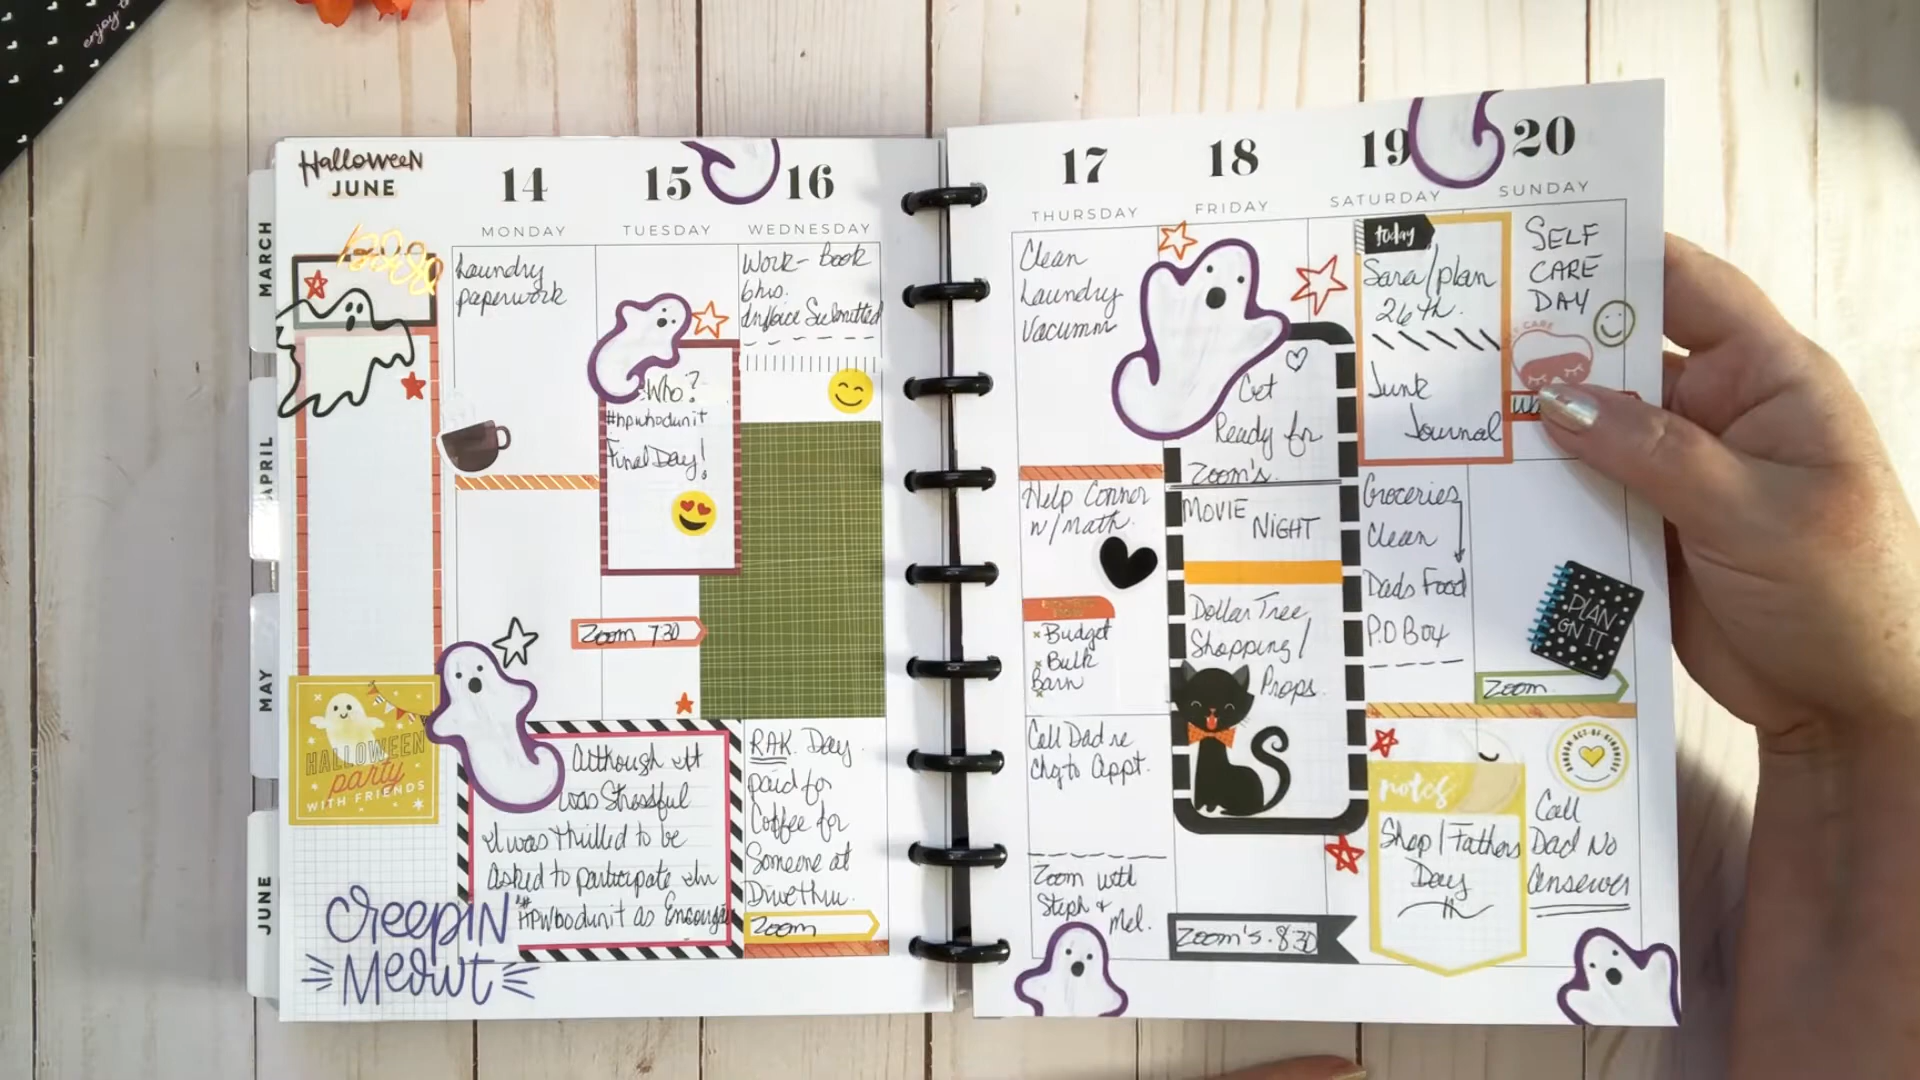 enjoy th
MARCH
APRIL
MAY
JUNE
Halloween
JUNE
HALLOWEEN
party
WITH FRIENDS
CREEPIN'
MEOWT
14
MONDAY
Laundry
paperwork
Although it
was Stressful
I was thrilled to be
asked to participate in
#HPWhodunit as
15
TUESDAY
Who?
#hpwhodunit
Final Day!
Zoom 7:30
16
WEDNESDAY
Work - Book
6hrs.
Invoice Submitted
RAK Day
paid for
Coffee for
Someone at
Drive thru.
Zoom
17
THURSDAY
Clean
Laundry
Vacumm
Help Connor
w/ math.
Budget
Bulk
Barn
Call Dad re
chg to Appt.
Zoom with
Steph +
Mel.
18
FRIDAY
Get
Ready for
Zoom's.
MOVIE
NIGHT
Dollar Tree
Shopping/
Props.
Zoom's. 8:30
19
SATURDAY
today
Sara/plan
26th.
Junk
Journal
Groceries
Clean
Dads Food
P.O Box
notes
Shop/Fathers
Day
20
SUNDAY
SELF
CARE
DAY
PLAN
ON IT
Zoom
Call
Dad No
Ansewer